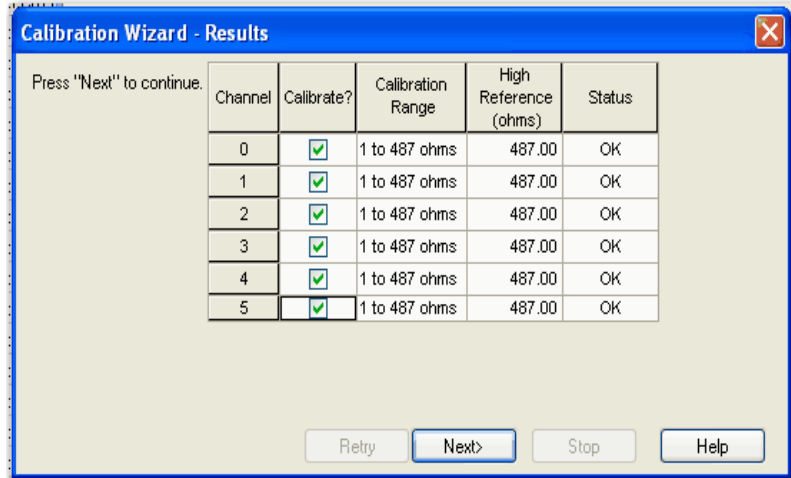 Calibration Wizard - Results
Press "Next" to continue.
Channel Calibrate? Calibration Range High Reference (ohms) Status
0 1 to 487 ohms 487.00 OK
1 1 to 487 ohms 487.00 OK
2 1 to 487 ohms 487.00 OK
3 1 to 487 ohms 487.00 OK
4 1 to 487 ohms 487.00 OK
5 1 to 487 ohms 487.00 OK
Retry Next> Stop Help